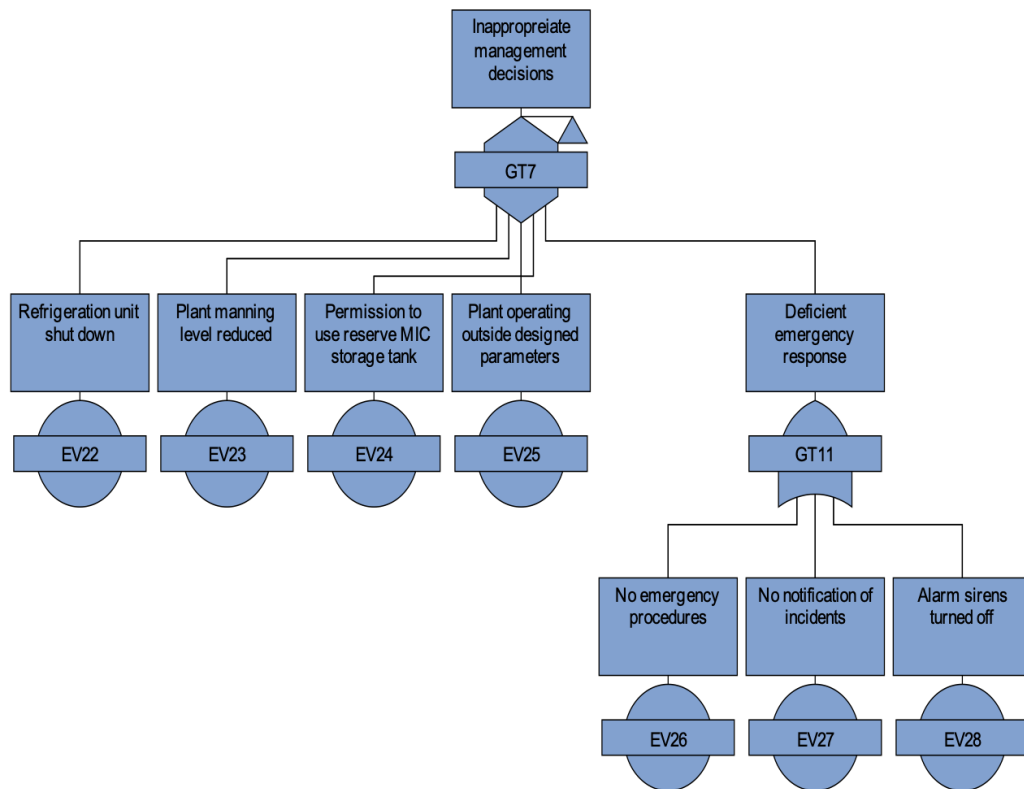 Inappropreiate
management
decisions
GT7
Refrigeration unit
shut down
Plant manning
level reduced
Permission to
use reserve MIC
storage tank
Plant operating
outside designed
parameters
Deficient
emergency
response
EV22
EV23
EV24
EV25
GT11
No emergency
procedures
No notification of
incidents
Alarm sirens
turned off
EV26
EV27
EV28